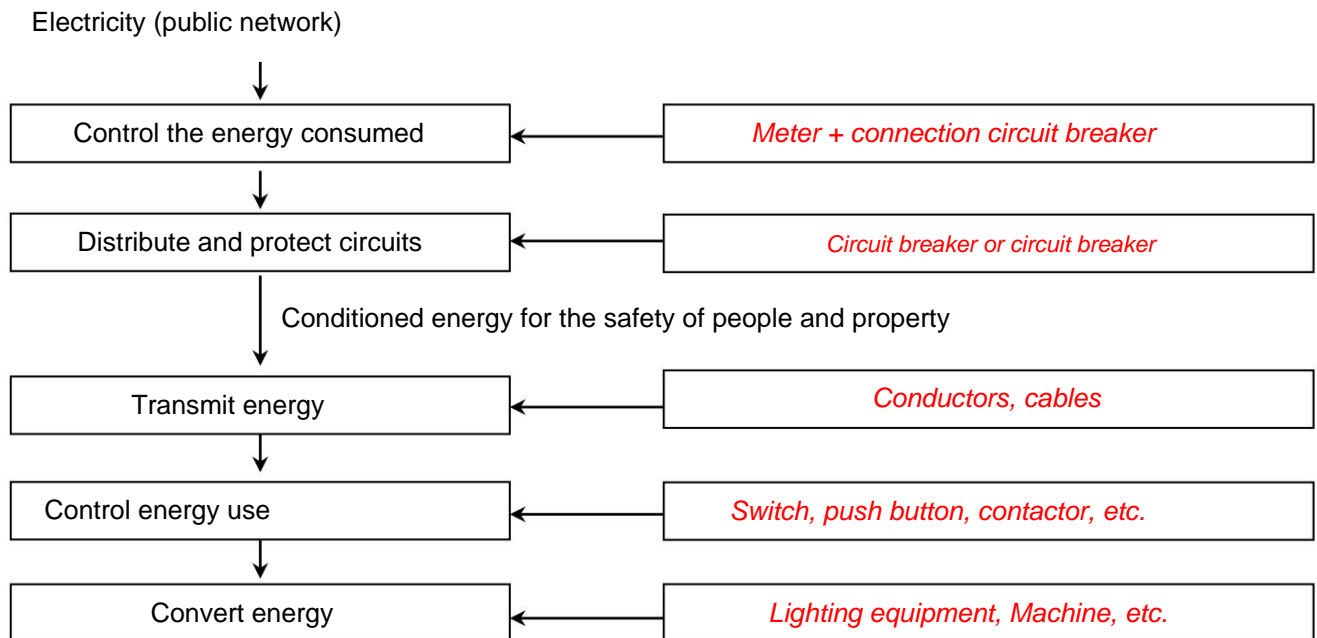 Electricity (public network)
Control the energy consumed
Meter + connection circuit breaker
Distribute and protect circuits
Circuit breaker or circuit breaker
Conditioned energy for the safety of people and property
Transmit energy
Conductors, cables
Control energy use
Switch, push button, contactor, etc.
Convert energy
Lighting equipment, Machine, etc.